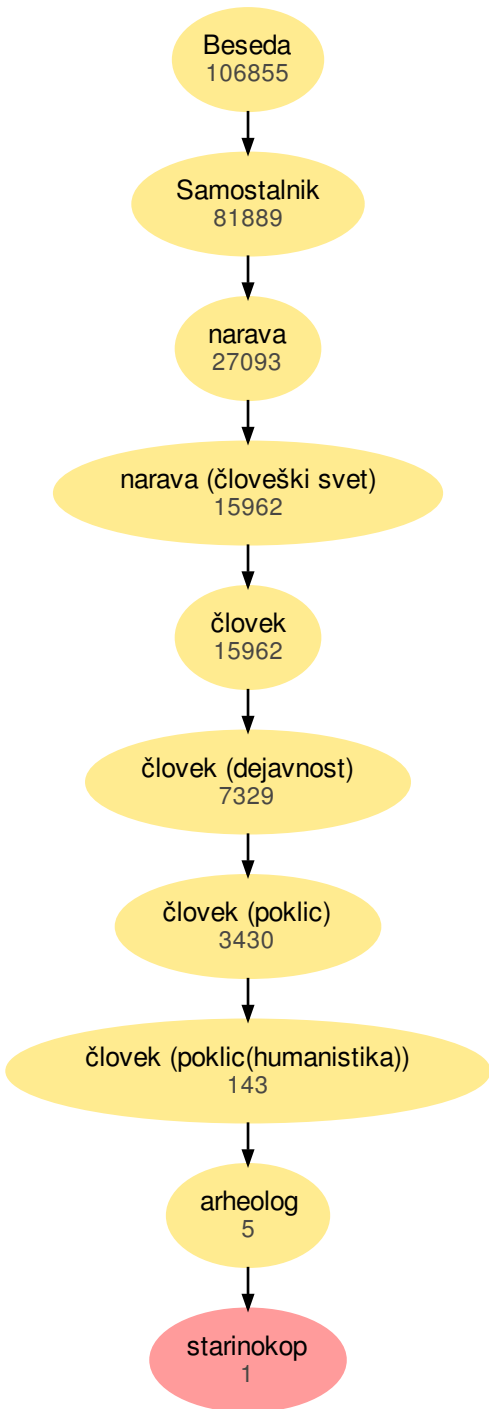 Beseda
106855
Samostalnik
81889
narava
27093
narava (človeški svet)
15962
človek
15962
človek (dejavnost)
7329
človek (poklic)
3430
človek (poklic(humanistika))
143
arheolog
5
starinokop
1